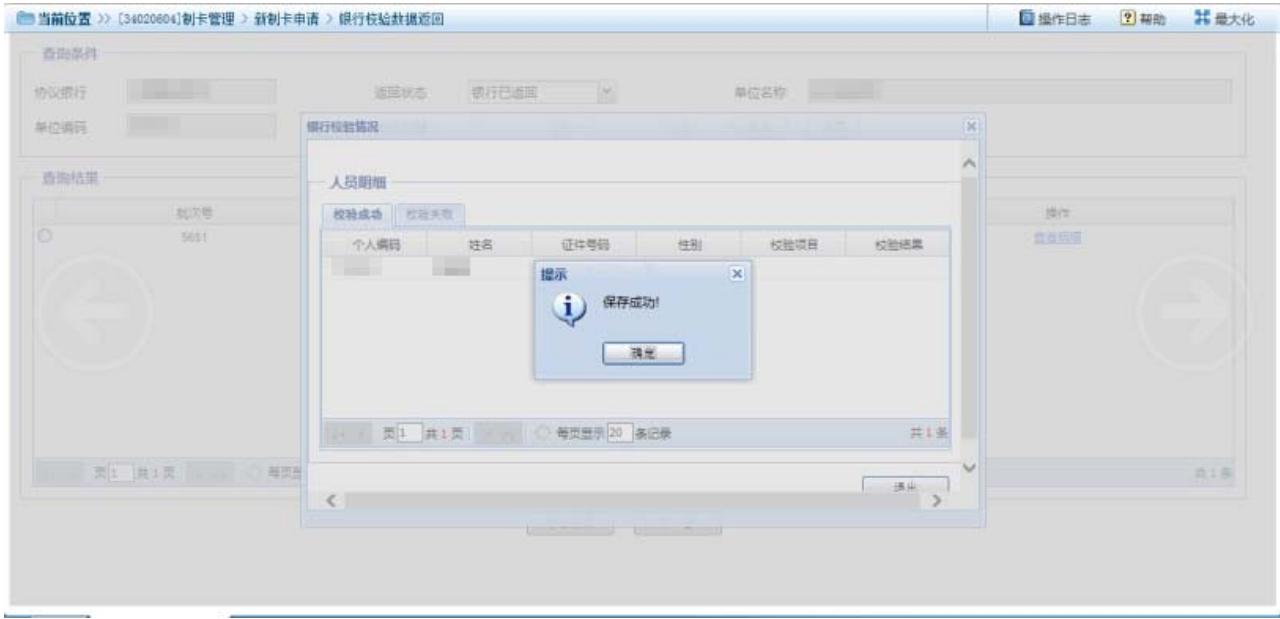 当前位置 >> [34020604]制卡管理 > 新制卡申请 > 银行校验数据返回 操作日志 帮助 最大化
查询条件
协议银行 返回状态 银行已返回 单位名称
单位编码
银行校验情况
查询结果
人员明细
批次号 校验成功 校验失败 操作
5681 个人编码 姓名 证件号码 性别 校验项目 校验结果 查看明细
提示
保存成功!
确定
页 1 共 1 页 每页显示 20 条记录 共 1 条
页 1 共 1 页 每页显 共 1 条
退出